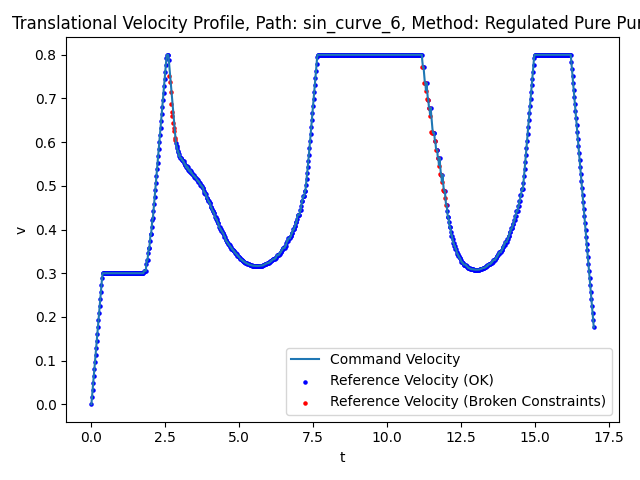 Translational Velocity Profile, Path: sin_curve_6, Method: Regulated Pure Pur
0.8
0.7
0.6
0.5
0.4
0.3
0.2
0.1
0.0
v
Command Velocity
Reference Velocity (OK)
Reference Velocity (Broken Constraints)
0.0 2.5 5.0 7.5 10.0 12.5 15.0 17.5
t